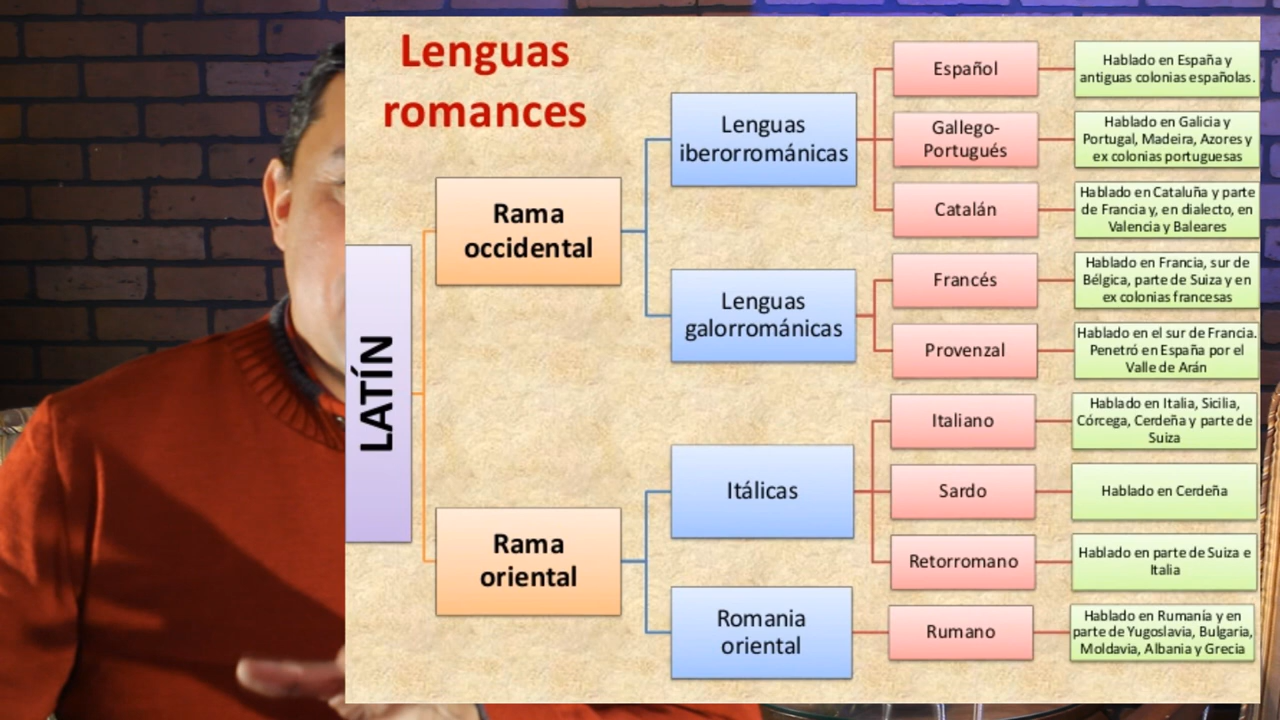 Lenguas
romances
LATÍN
Rama
occidental
Rama
oriental
Lenguas
iberorrománicas
Lenguas
galorrománicas
Itálicas
Romania
oriental
Español
Hablado en España y
antiguas colonias españolas.
Gallego-
Portugués
Hablado en Galicia y
Portugal, Madeira, Azores y
ex colonias portuguesas
Catalán
Hablado en Cataluña y parte
de Francia y, en dialecto, en
Valencia y Baleares
Francés
Hablado en Francia, sur de
Bélgica, parte de Suiza y en
ex colonias francesas
Provenzal
Hablado en el sur de Francia.
Penetró en España por el
Valle de Arán
Italiano
Hablado en Italia, Sicilia,
Córcega, Cerdeña y parte de
Suiza
Sardo
Hablado en Cerdeña
Retorromano
Hablado en parte de Suiza e
Italia
Rumano
Hablado en Rumanía y en
parte de Yugoslavia, Bulgaria,
Moldavia, Albania y Grecia